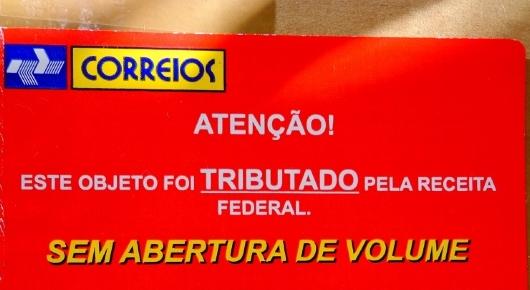 CORREIOS
ATENÇÃO!
ESTE OBJETO FOI TRIBUTADO PELA RECEITA
FEDERAL.
SEM ABERTURA DE VOLUME